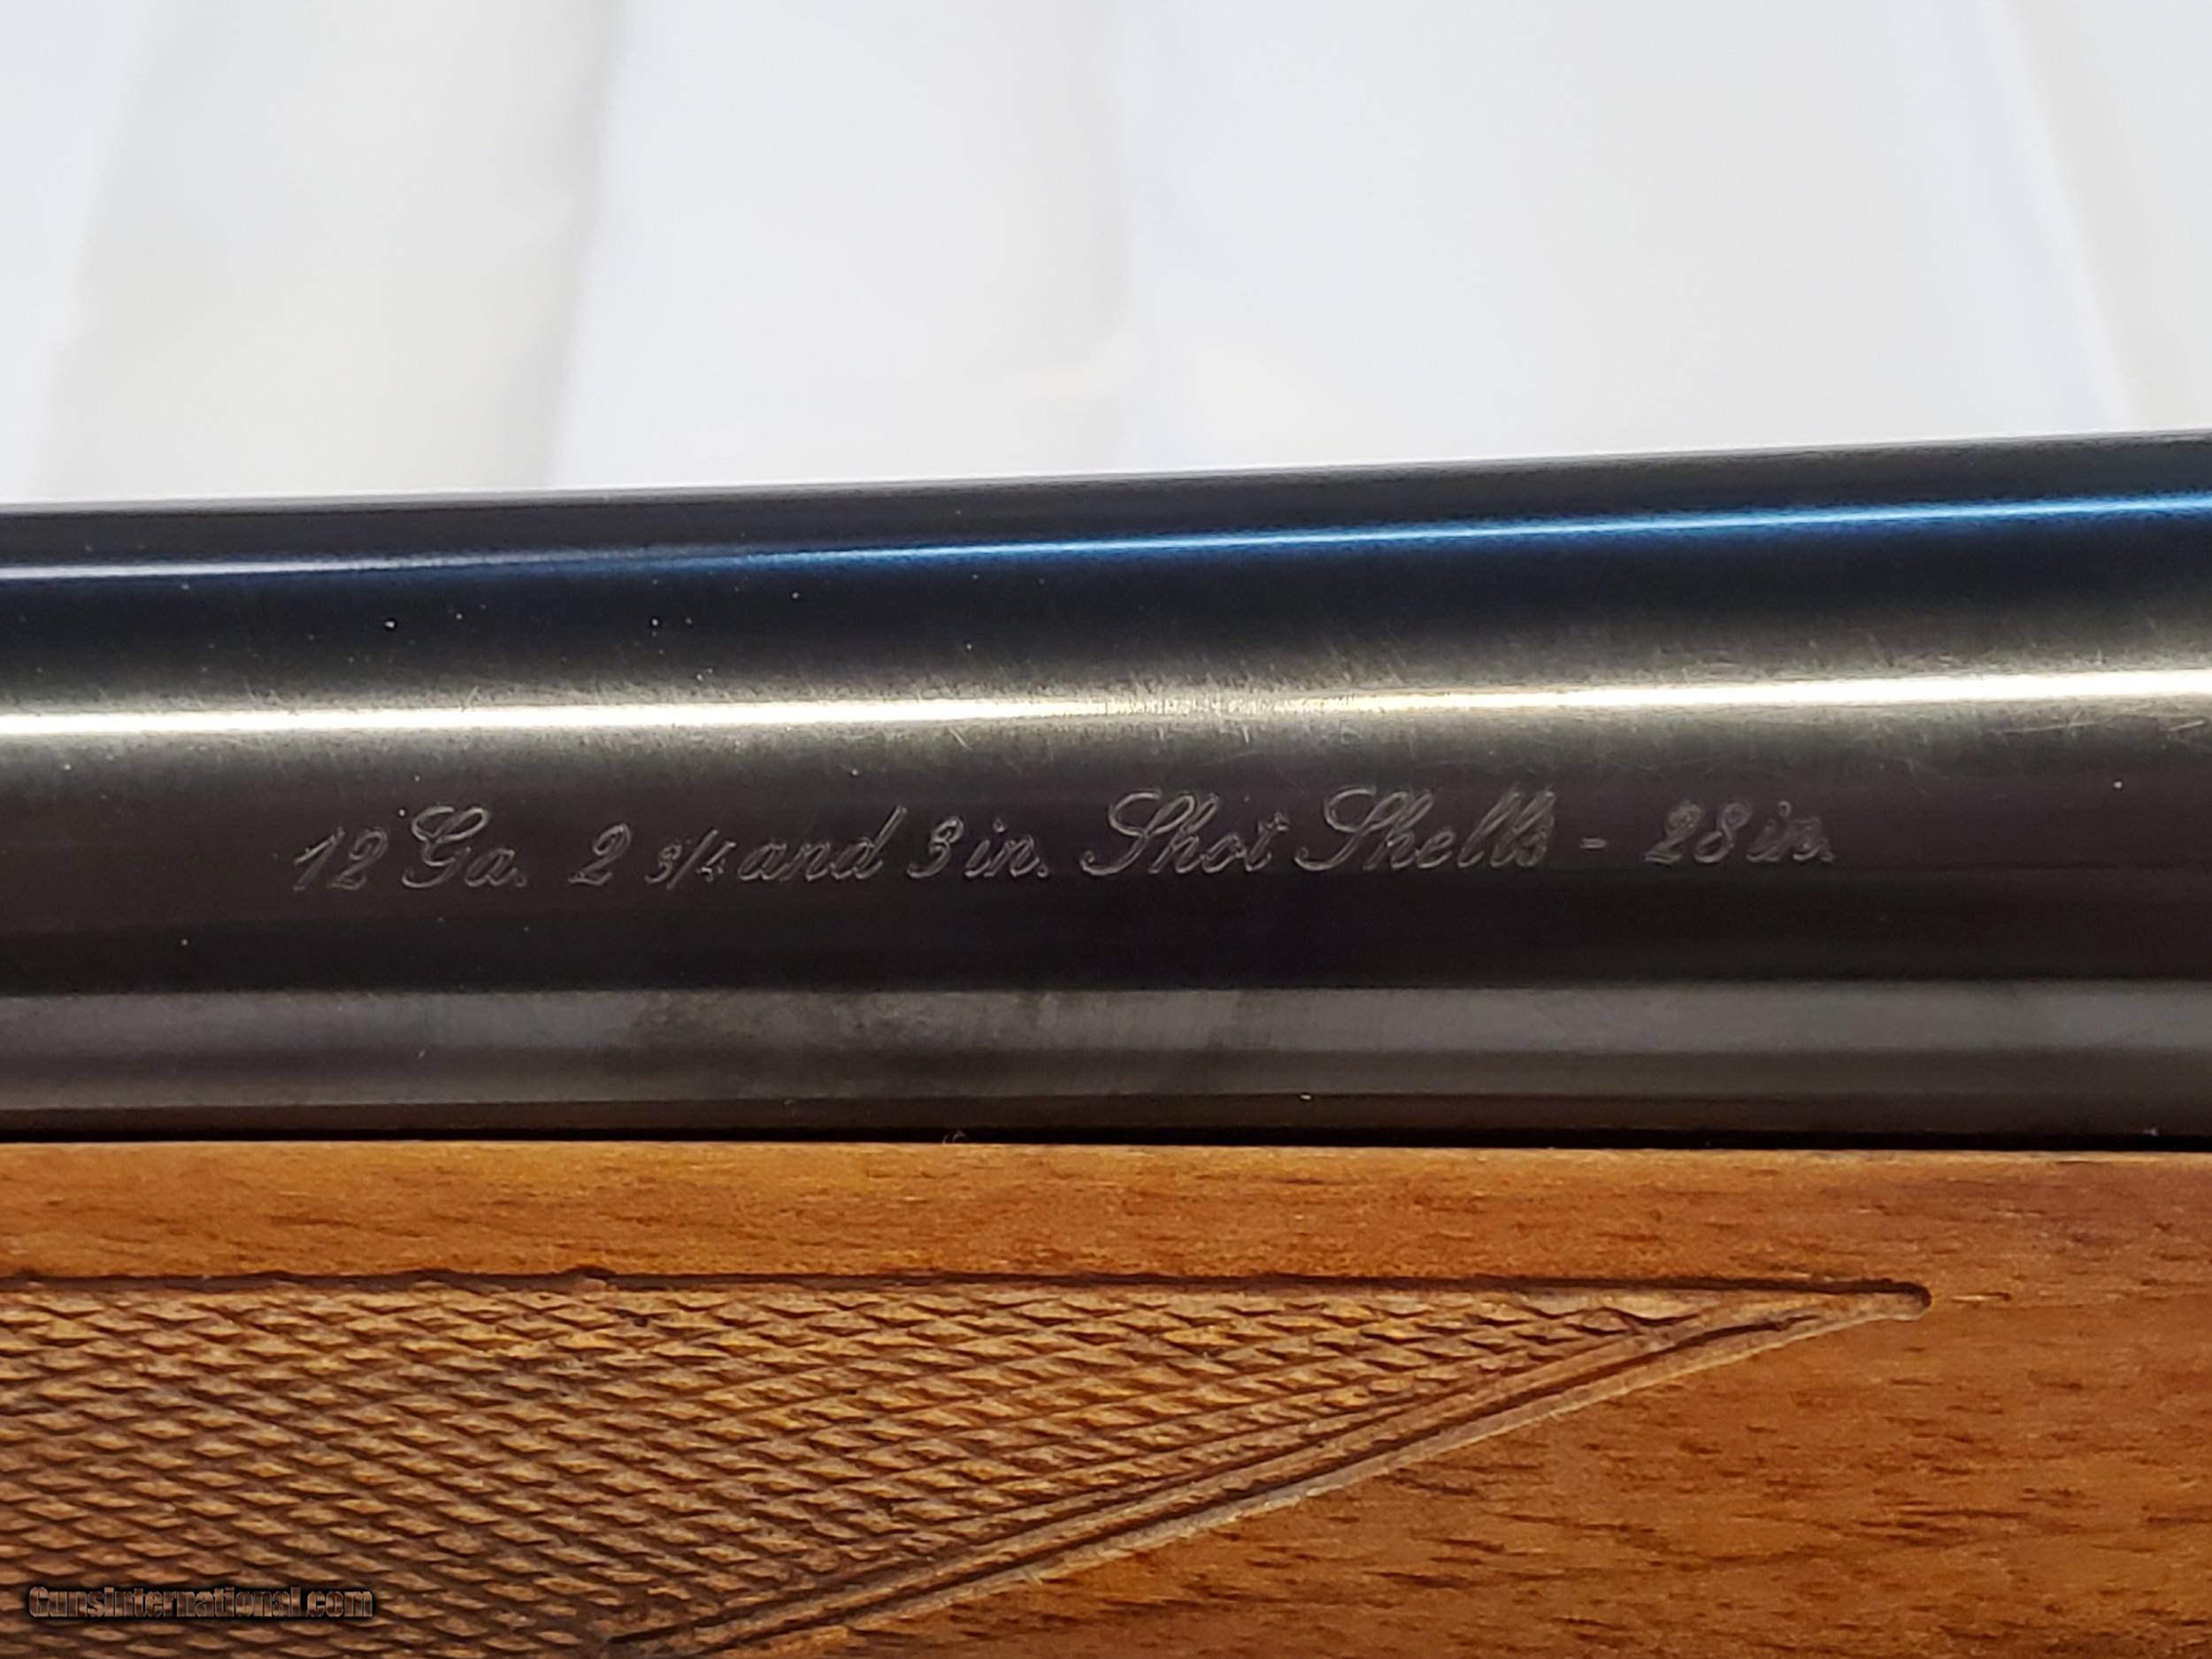 12 Ga. 2 3/4 and 3 in. Shot Shells - 28 in.
GunsInternational.com